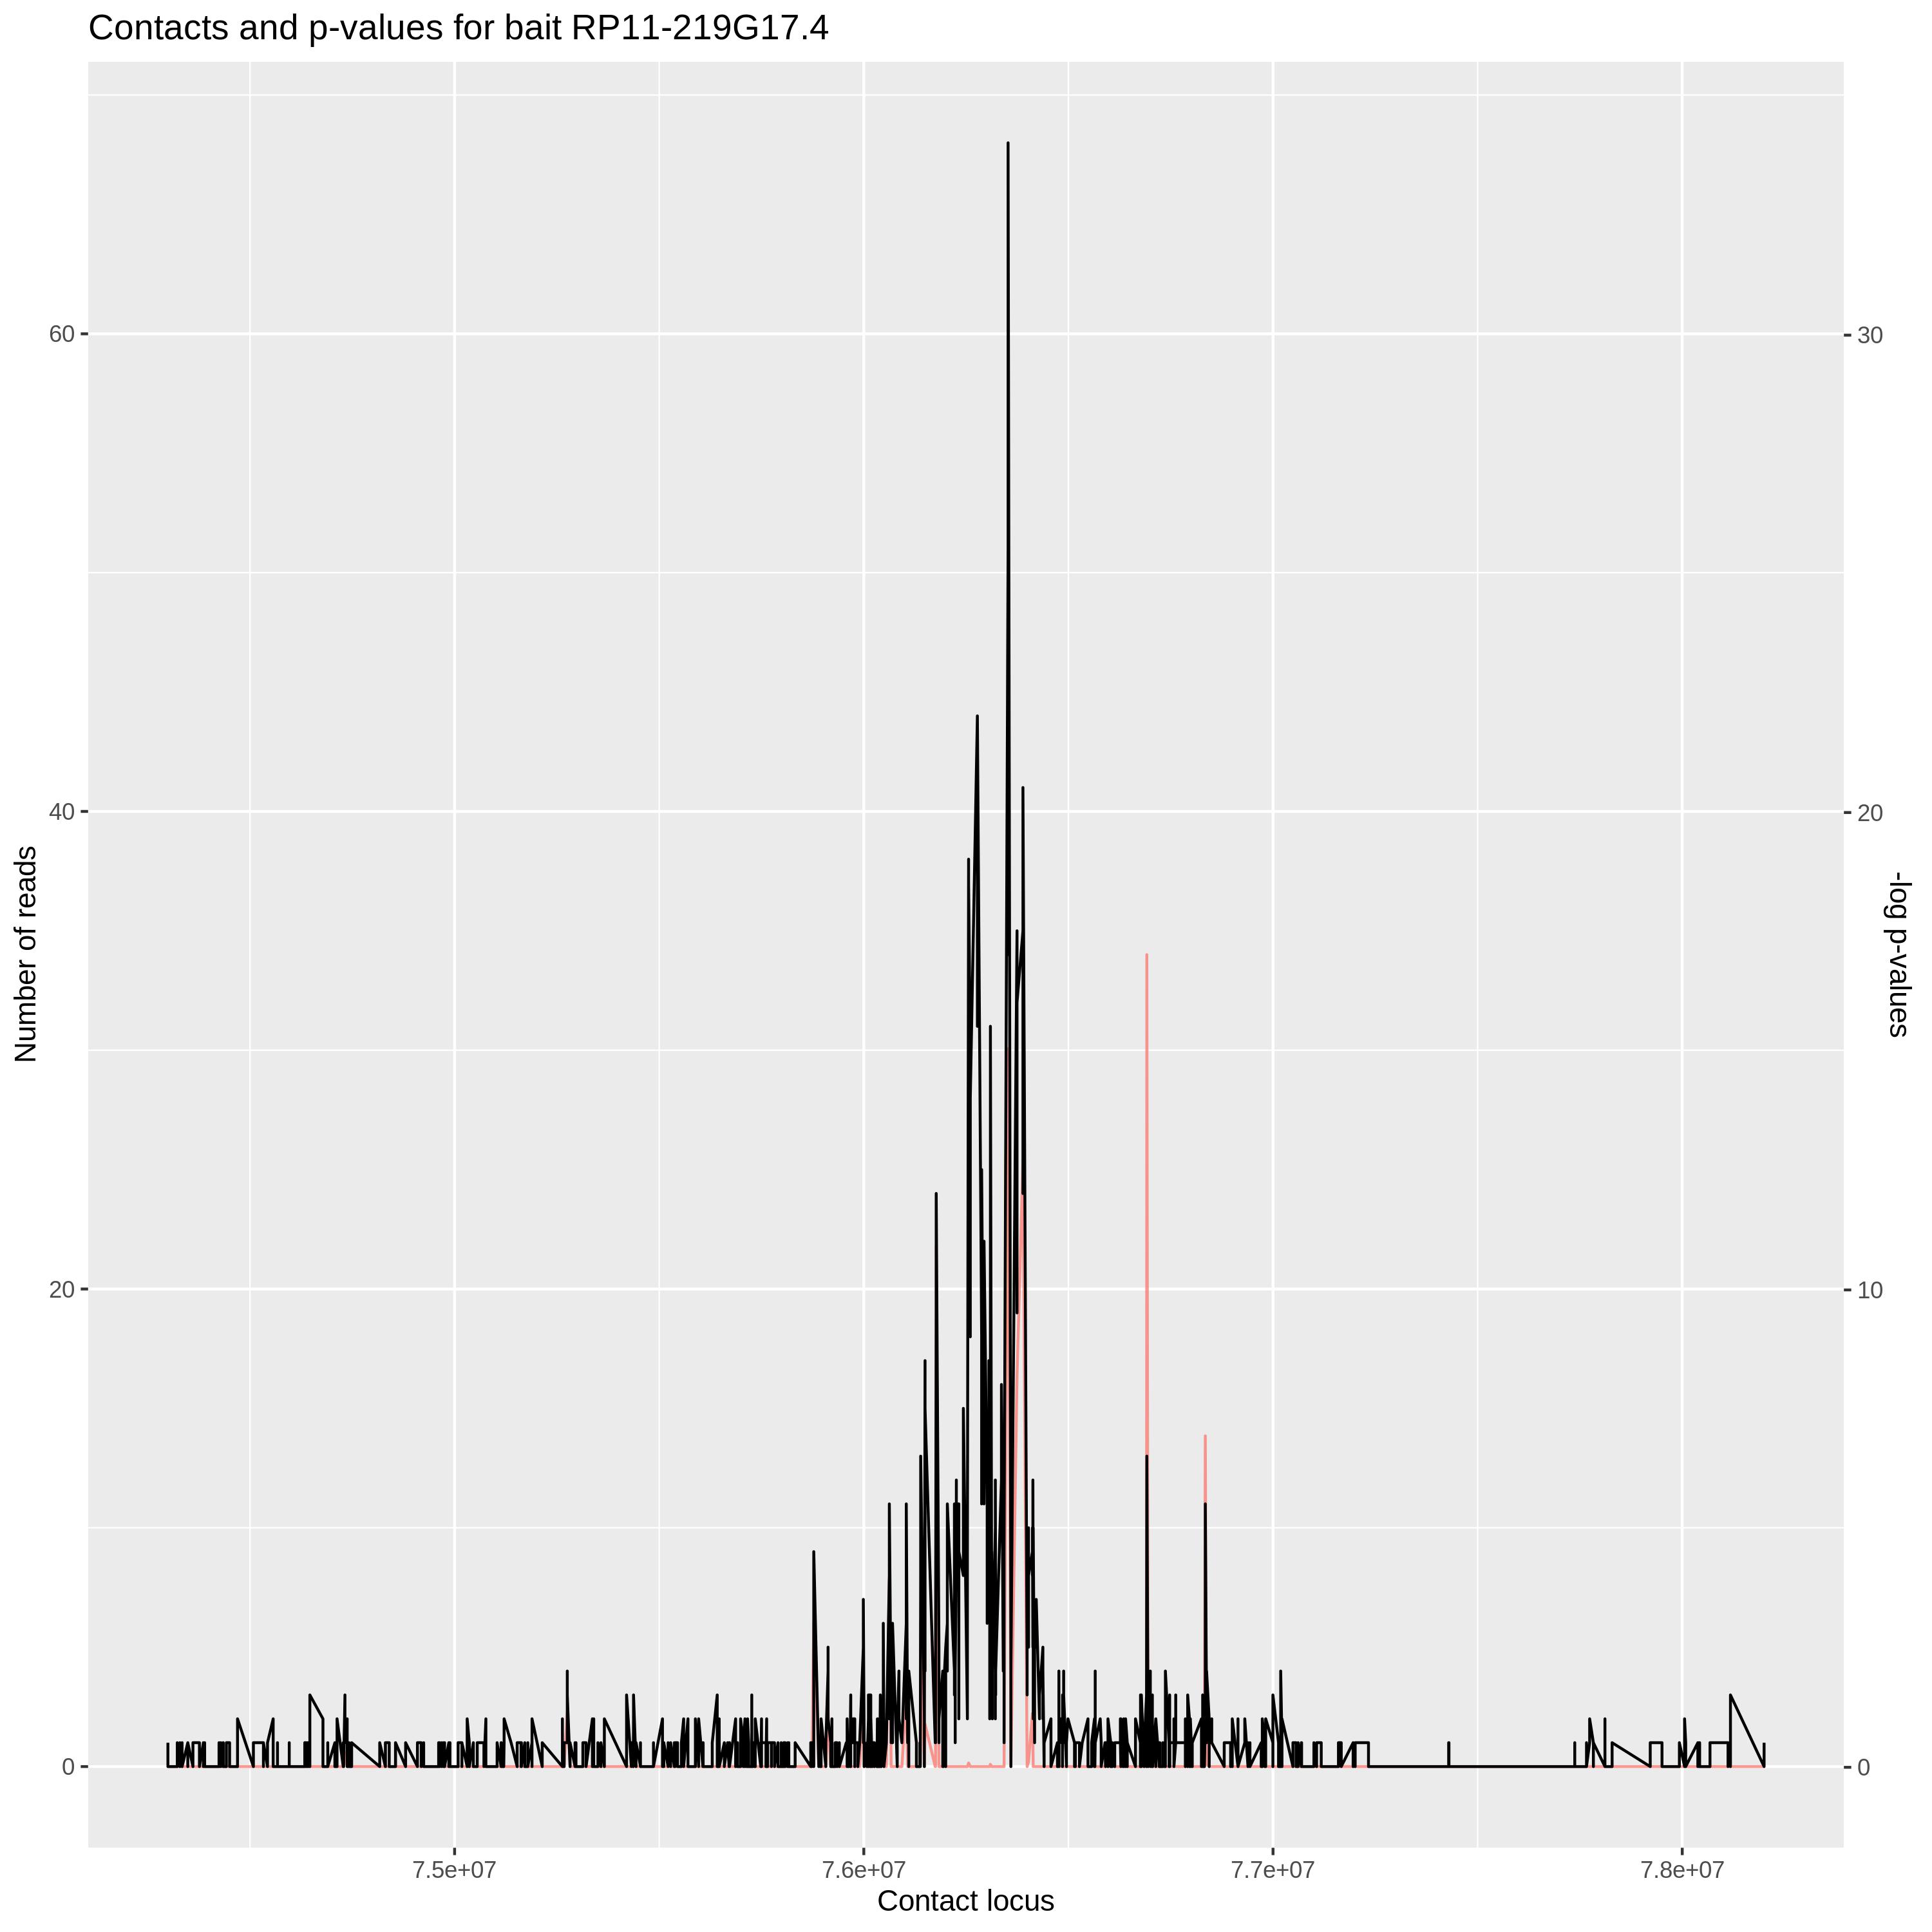 Contacts and p-values for bait RP11-219G17.4
Number of reads
60
40
20
0
30
20
10
0
-log p-values
7.5e+07
7.6e+07
7.7e+07
7.8e+07
Contact locus